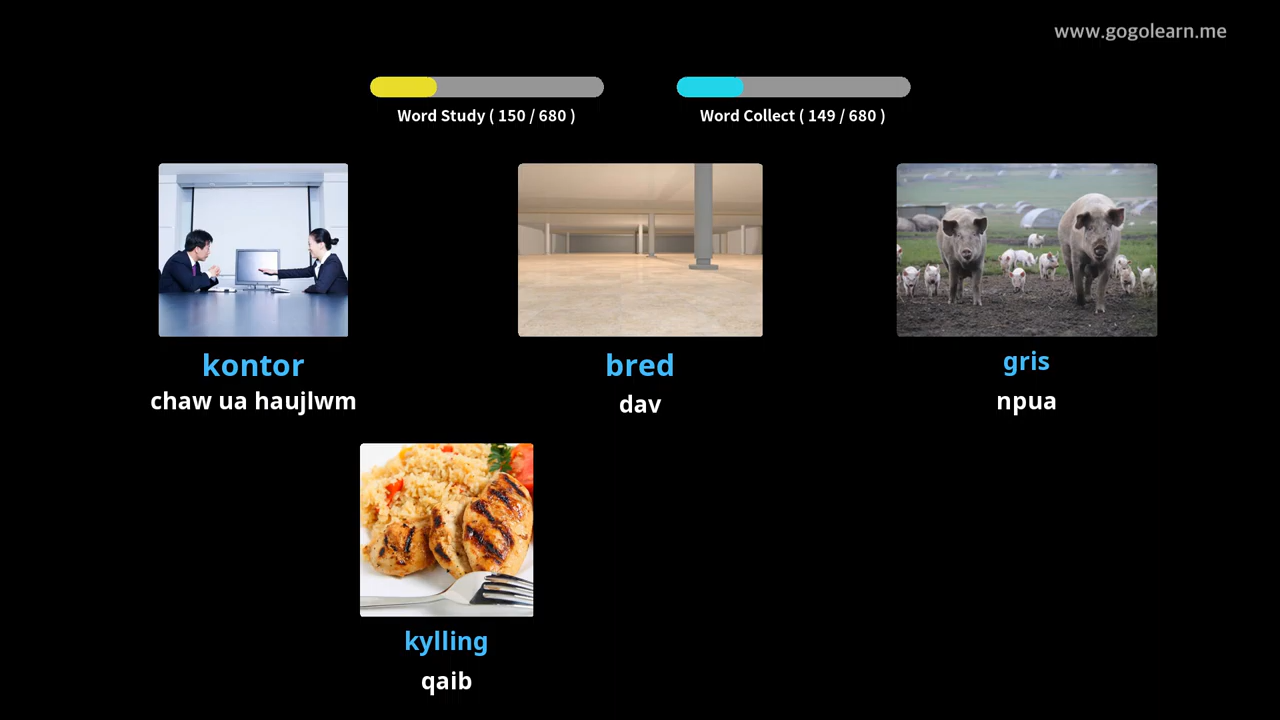 www.gogolearn.me
Word Study ( 150 / 680 )
Word Collect ( 149 / 680 )
kontor
chaw ua haujlwm
bred
dav
gris
npua
kylling
qaib